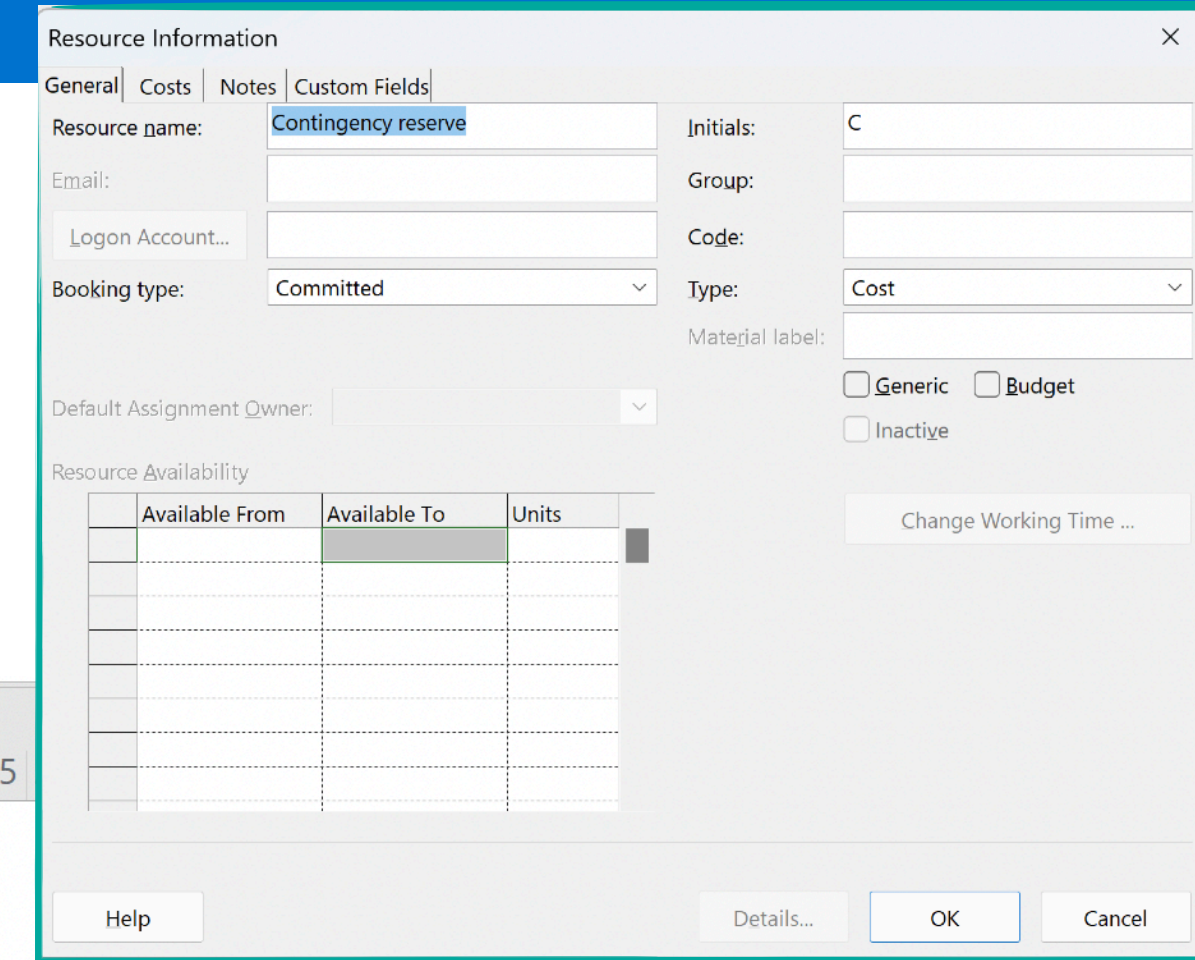 Resource Information
General Costs Notes Custom Fields
Resource name: Contingency reserve Initials: C
Email: Group:
Logon Account... Code:
Booking type: Committed Type: Cost
Material label:
Generic Budget
Default Assignment Owner:
Inactive
Resource Availability
Available From Available To Units
Change Working Time ...
5
Help Details... OK Cancel